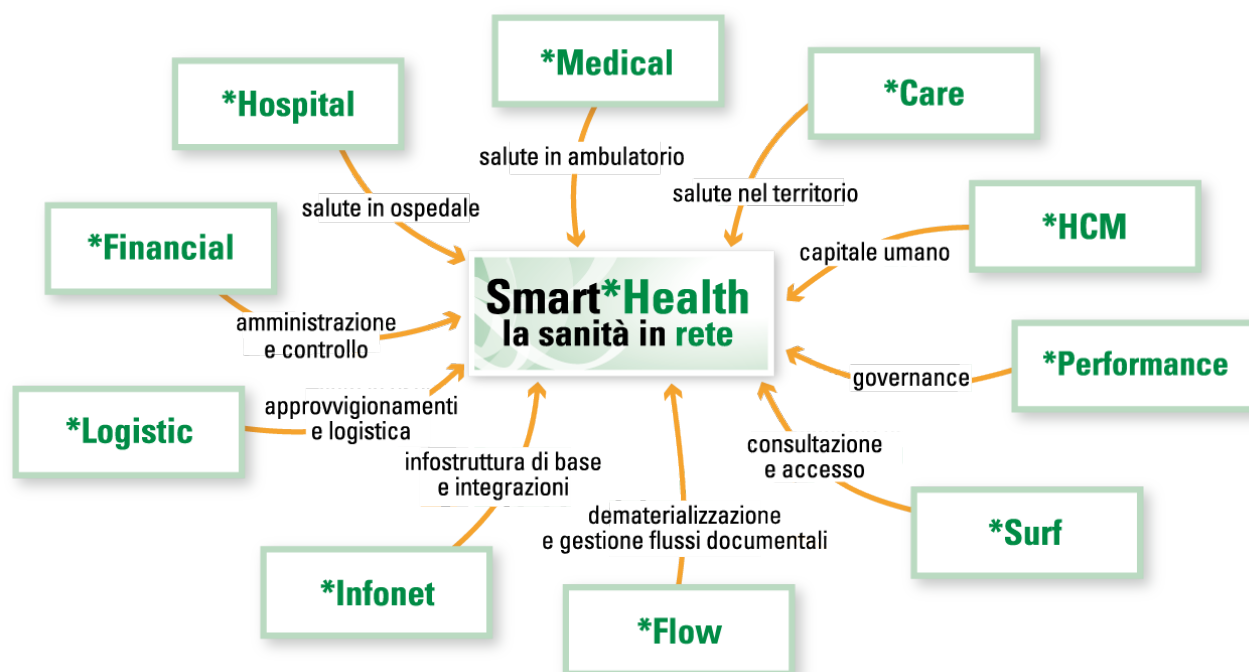 *Medical
*Care
*Hospital
salute in ambulatorio
salute nel territorio
salute in ospedale
*HCM
*Financial
capitale umano
Smart*Health
la sanità in rete
amministrazione
e controllo
*Performance
governance
approvvigionamenti
e logistica
*Logistic
consultazione
e accesso
infostruttura di base
e integrazioni
dematerializzazione
e gestione flussi documentali
*Surf
*Infonet
*Flow